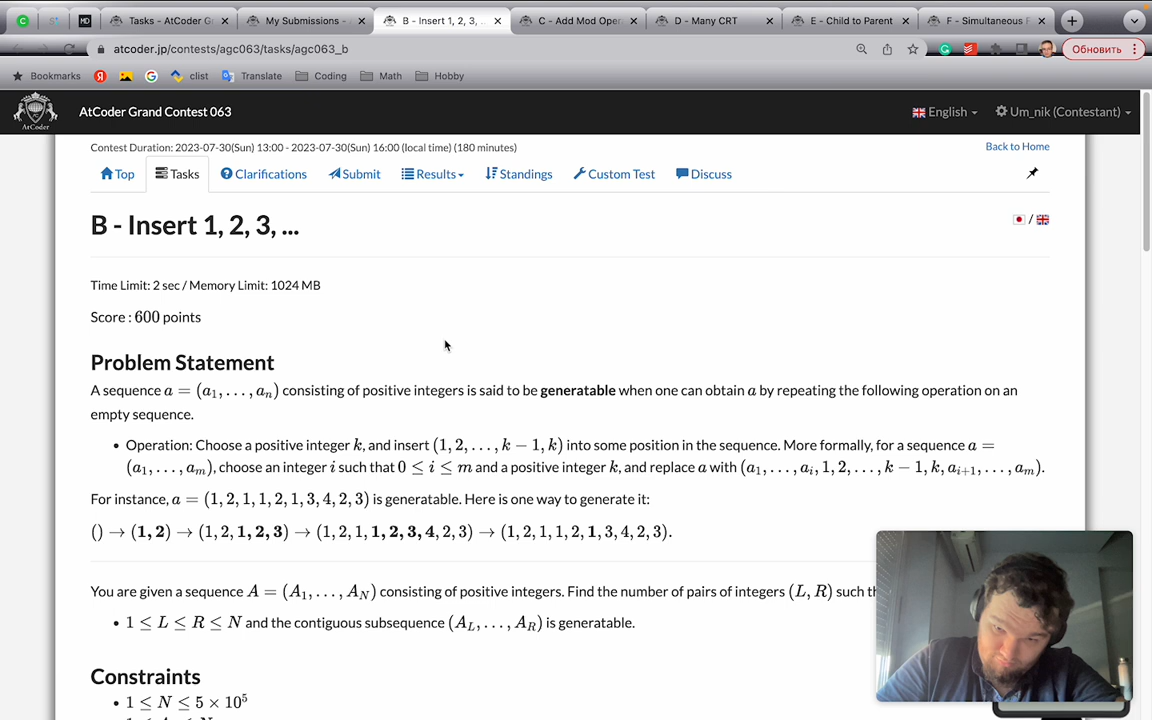 Tasks - AtCoder G
My Submissions -
B - Insert 1, 2, 3, ...
C - Add Mod Oper
D - Many CRT
E - Child to Parent
F - Simultaneous F
atcoder.jp/contests/agc063/tasks/agc063_b
Обновить
Bookmarks
clist
Translate
Coding
Math
Hobby
AtCoder Grand Contest 063
English
Um_nik (Contestant)
Contest Duration: 2023-07-30(Sun) 13:00 - 2023-07-30(Sun) 16:00 (local time) (180 minutes)
Back to Home
Top
Tasks
Clarifications
Submit
Results
Standings
Custom Test
Discuss
B - Insert 1, 2, 3, ...
/
Time Limit: 2 sec / Memory Limit: 1024 MB
Score : 600 points
Problem Statement
A sequence a = (a₁, . . . , aₙ) consisting of positive integers is said to be generatable when one can obtain a by repeating the following operation on an
empty sequence.
• Operation: Choose a positive integer k, and insert (1, 2, . . . , k − 1, k) into some position in the sequence. More formally, for a sequence a =
(a₁, . . . , aₘ), choose an integer i such that 0 ≤ i ≤ m and a positive integer k, and replace a with (a₁, . . . , aᵢ, 1, 2, . . . , k − 1, k, aᵢ₊₁, . . . , aₘ).
For instance, a = (1, 2, 1, 1, 2, 1, 3, 4, 2, 3) is generatable. Here is one way to generate it:
() → (1, 2) → (1, 2, 1, 2, 3) → (1, 2, 1, 1, 2, 3, 4, 2, 3) → (1, 2, 1, 1, 2, 1, 3, 4, 2, 3).
You are given a sequence A = (A₁, . . . , A_N) consisting of positive integers. Find the number of pairs of integers (L, R) such
• 1 ≤ L ≤ R ≤ N and the contiguous subsequence (A_L, . . . , A_R) is generatable.
Constraints
• 1 ≤ N ≤ 5 × 10⁵